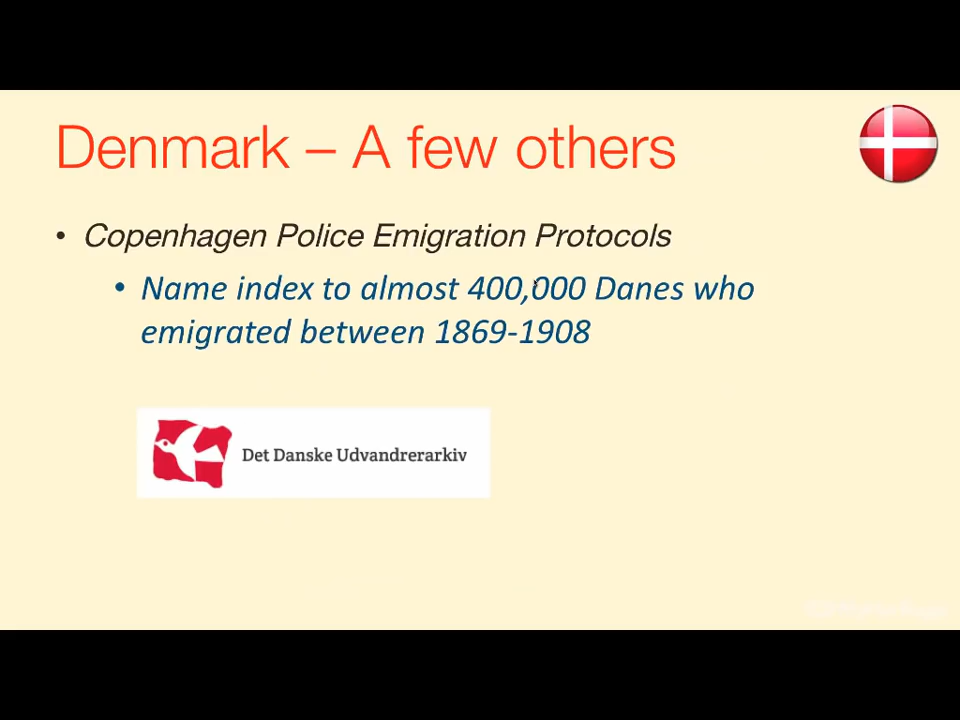 Denmark – A few others
• Copenhagen Police Emigration Protocols
• Name index to almost 400,000 Danes who
emigrated between 1869-1908
Det Danske Udvandrerarkiv